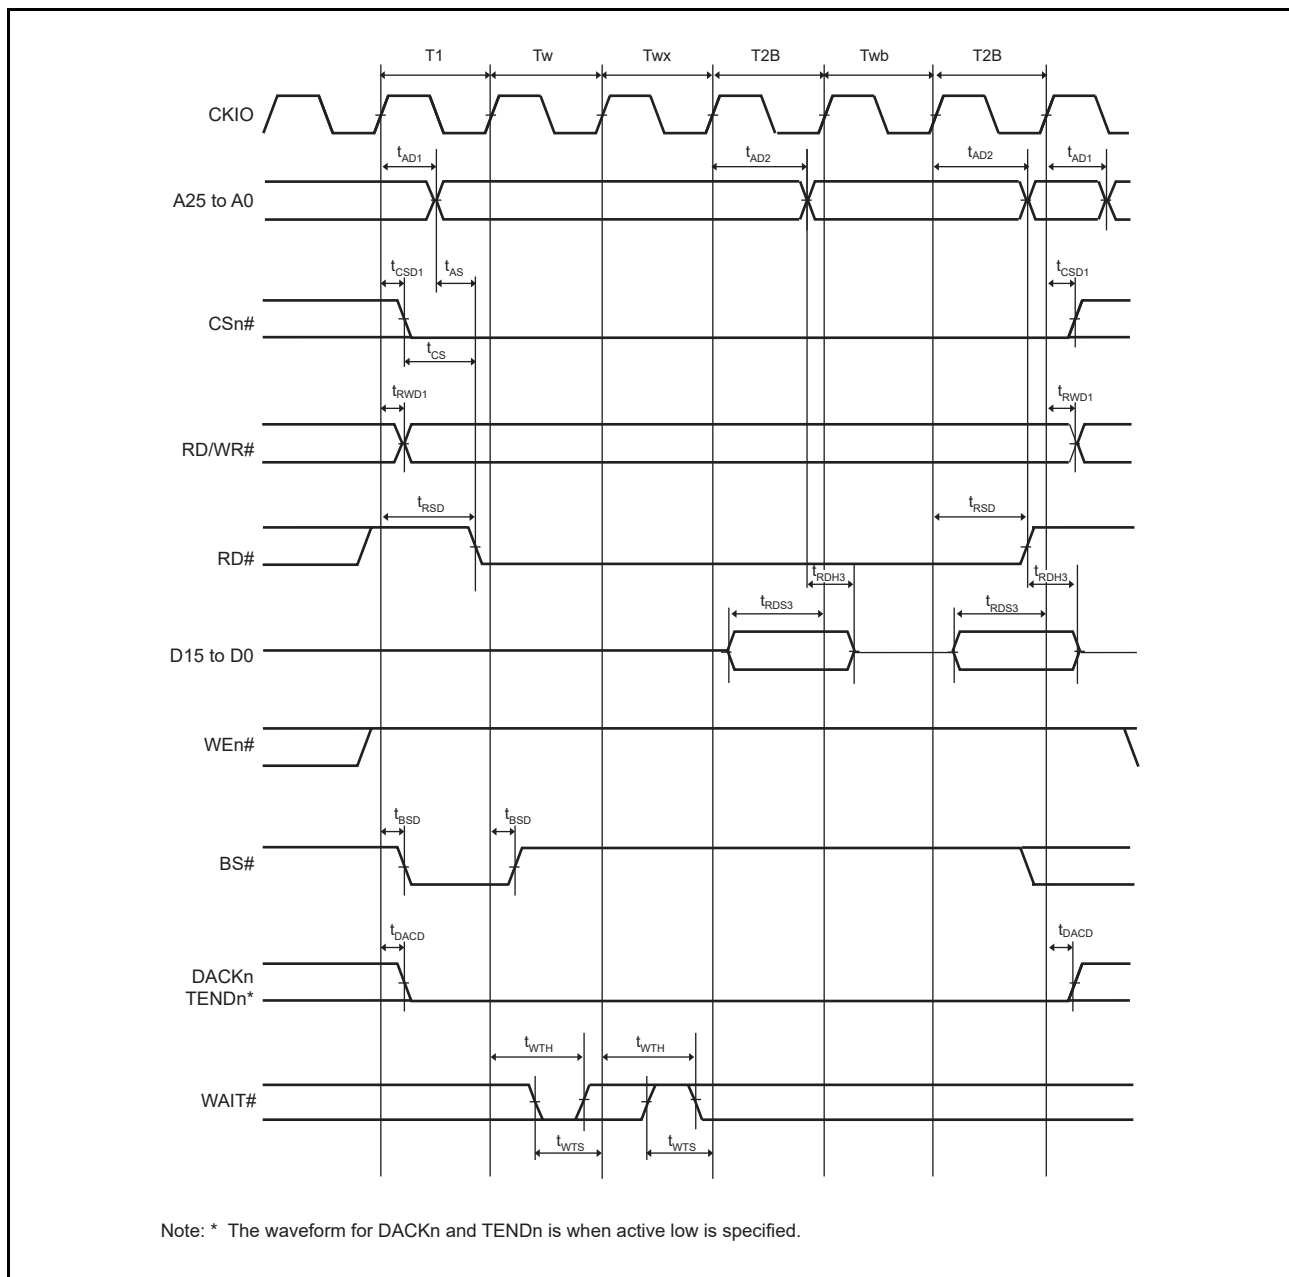 T1 Tw Twx T2B Twb T2B
CKIO
tAD1 tAD2 tAD2 tAD1
A25 to A0
tCSD1 tAS tCSD1
CSn#
tCS
tRWD1 tRWD1
RD/WR#
tRSD tRSD
RD#
tRDH3 tRDH3
tRDS3 tRDS3
D15 to D0
WEn#
tBSD tBSD
BS#
tDACD tDACD
DACKn
TENDn*
tWTH tWTH
WAIT#
tWTS tWTS
Note: * The waveform for DACKn and TENDn is when active low is specified.